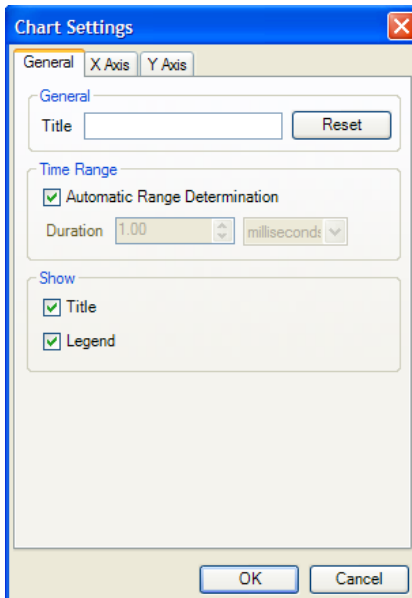 Chart Settings
General X Axis Y Axis
General
Title Reset
Time Range
Automatic Range Determination
Duration 1.00 milliseconds
Show
Title
Legend
OK Cancel